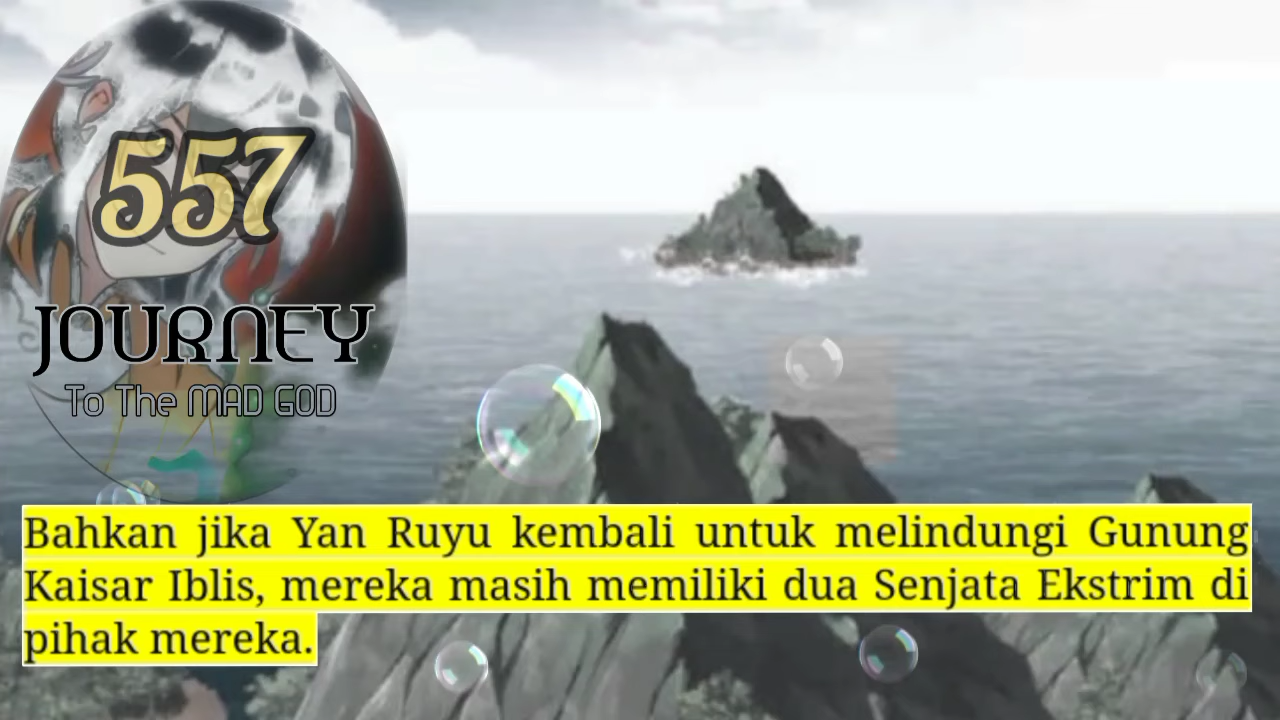 557
JOURNEY
To The MAD GOD
Bahkan jika Yan Ruyu kembali untuk melindungi Gunung
Kaisar Iblis, mereka masih memiliki dua Senjata Ekstrim di
pihak mereka.